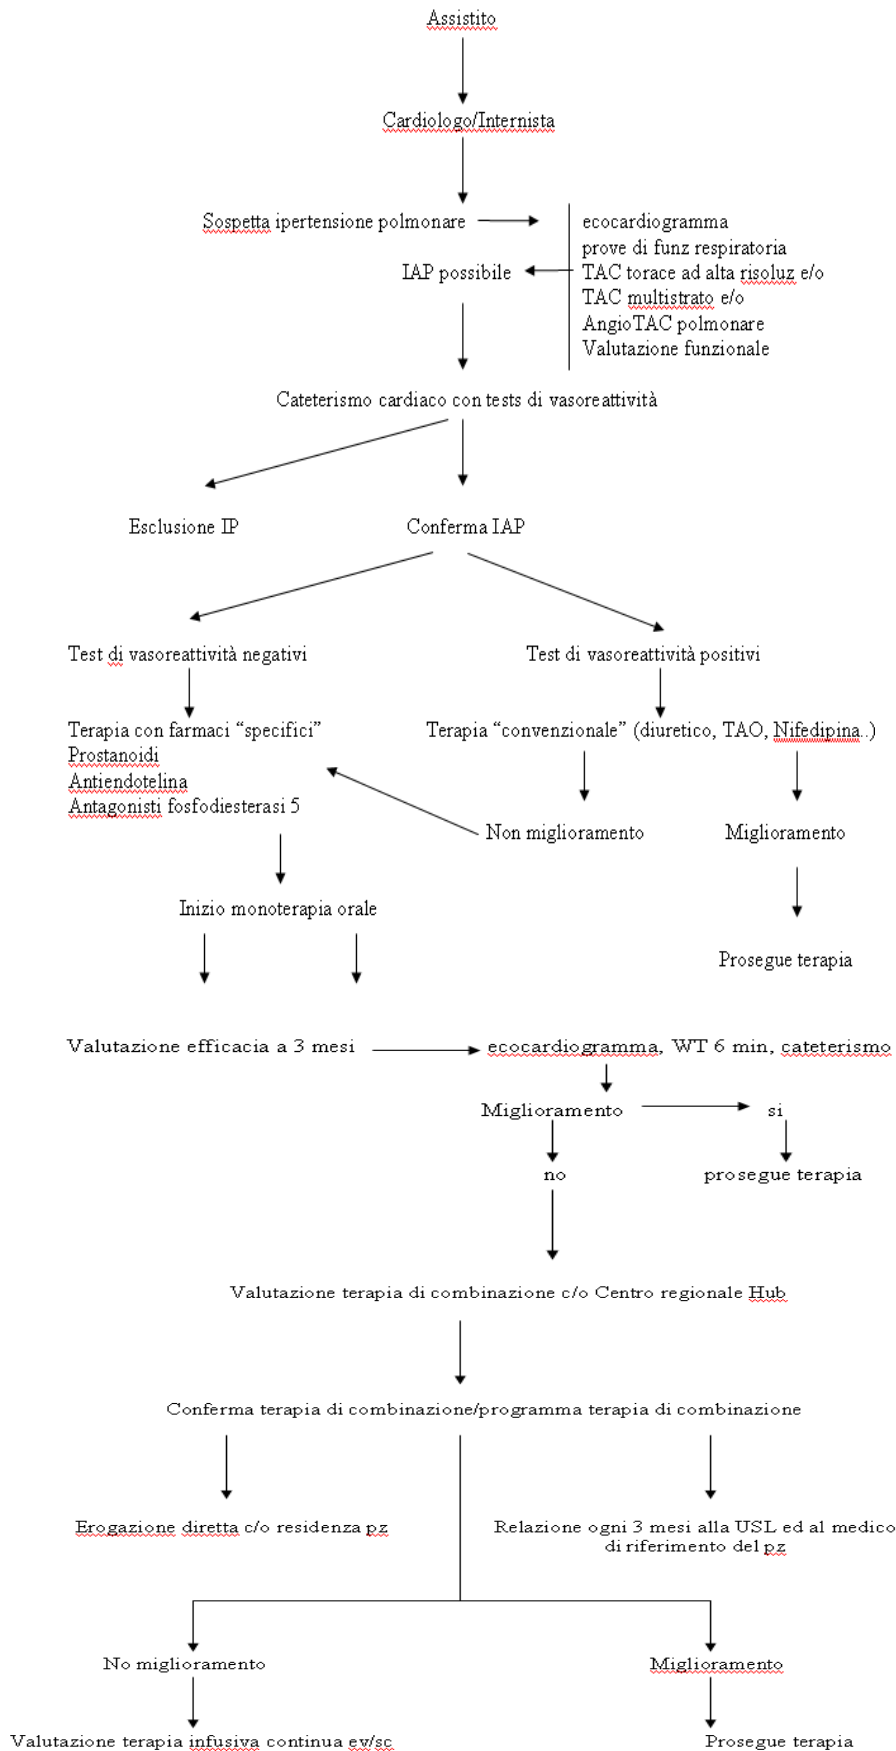 Assistito
Cardiologo/Internista
Sospetta ipertensione polmonare
ecocardiogramma
prove di funz respiratoria
IAP possibile
TAC torace ad alta risoluz e/o
TAC multistrato e/o
AngioTAC polmonare
Valutazione funzionale
Cateterismo cardiaco con tests di vasoreattività
Esclusione IP
Conferma IAP
Test di vasoreattività negativi
Test di vasoreattività positivi
Terapia con farmaci “specifici”
Prostanoidi
Antiendotelina
Antagonisti fosfodiesterasi 5
Terapia “convenzionale” (diuretico, TAO, Nifedipina..)
Non miglioramento
Miglioramento
Inizio monoterapia orale
Prosegue terapia
Valutazione efficacia a 3 mesi
ecocardiogramma, WT 6 min, cateterismo
Miglioramento
si
no
prosegue terapia
Valutazione terapia di combinazione c/o Centro regionale Hub
Conferma terapia di combinazione/programma terapia di combinazione
Erogazione diretta c/o residenza pz
Relazione ogni 3 mesi alla USL ed al medico
di riferimento del pz
No miglioramento
Miglioramento
Valutazione terapia infusiva continua ev/sc
Prosegue terapia